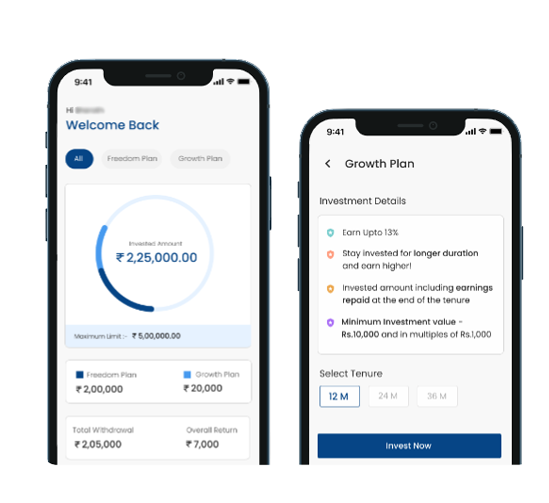 9:41
Hi
Welcome Back
All
Freedom Plan
Growth Plan
Invested Amount
₹ 2,25,000.00
Maximum Limit :- ₹ 5,00,000.00
Freedom Plan
Growth Plan
₹ 2,00,000
₹ 20,000
Total Withdrawal
Overall Return
₹ 2,05,000
₹ 7,000
9:41
Growth Plan
Investment Details
Earn Upto 13%
Stay invested for longer duration
and earn higher!
Invested amount including earnings
repaid at the end of the tenure
Minimum Investment value -
Rs.10,000 and in multiples of Rs.1,000
Select Tenure
12 M
24 M
36 M
Invest Now